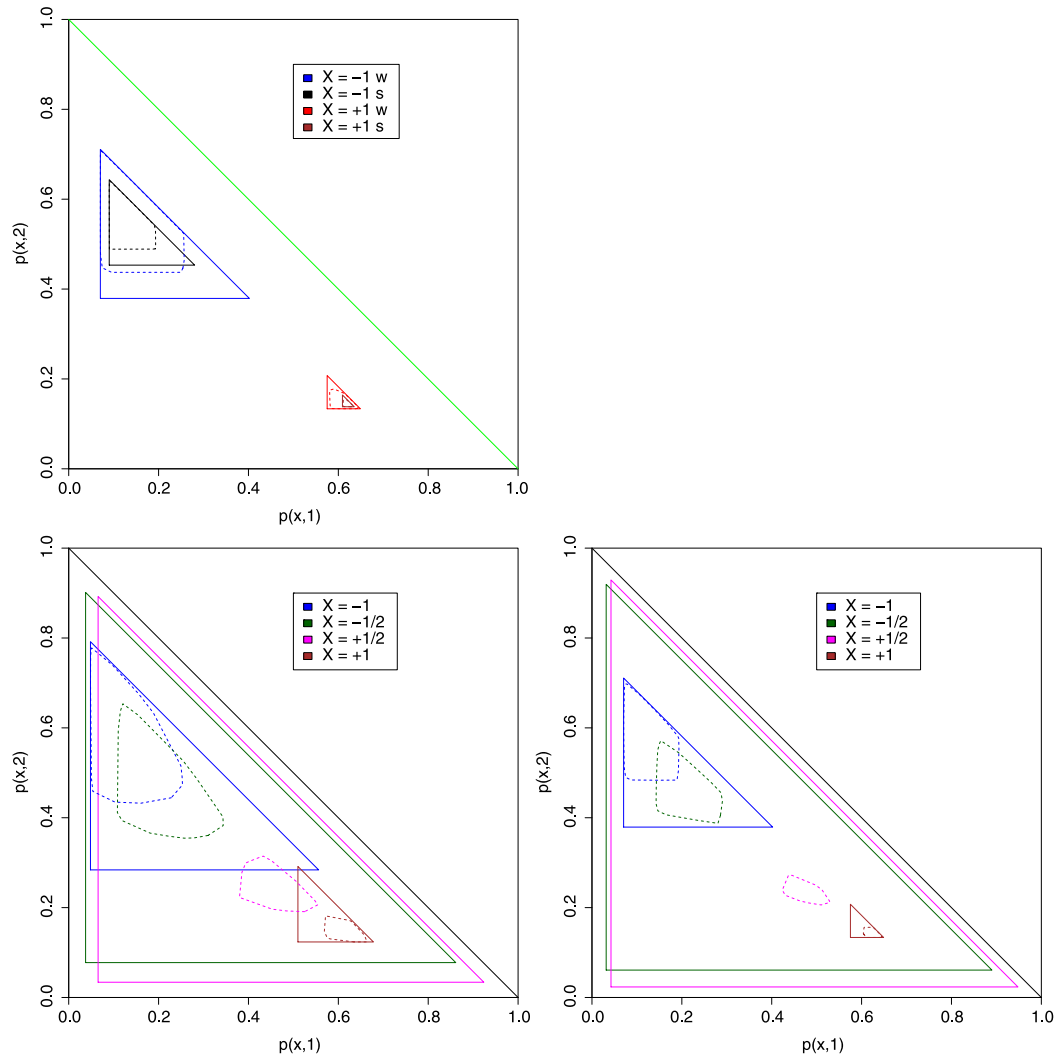 1.0
0.8
0.6
0.4
0.2
0.0
p(x,2)
X = −1 w
X = −1 s
X = +1 w
X = +1 s
0.0 0.2 0.4 0.6 0.8 1.0
p(x,1)
1.0
0.8
0.6
0.4
0.2
0.0
p(x,2)
X = −1
X = −1/2
X = +1/2
X = +1
0.0 0.2 0.4 0.6 0.8 1.0
p(x,1)
1.0
0.8
0.6
0.4
0.2
0.0
p(x,2)
X = −1
X = −1/2
X = +1/2
X = +1
0.0 0.2 0.4 0.6 0.8 1.0
p(x,1)